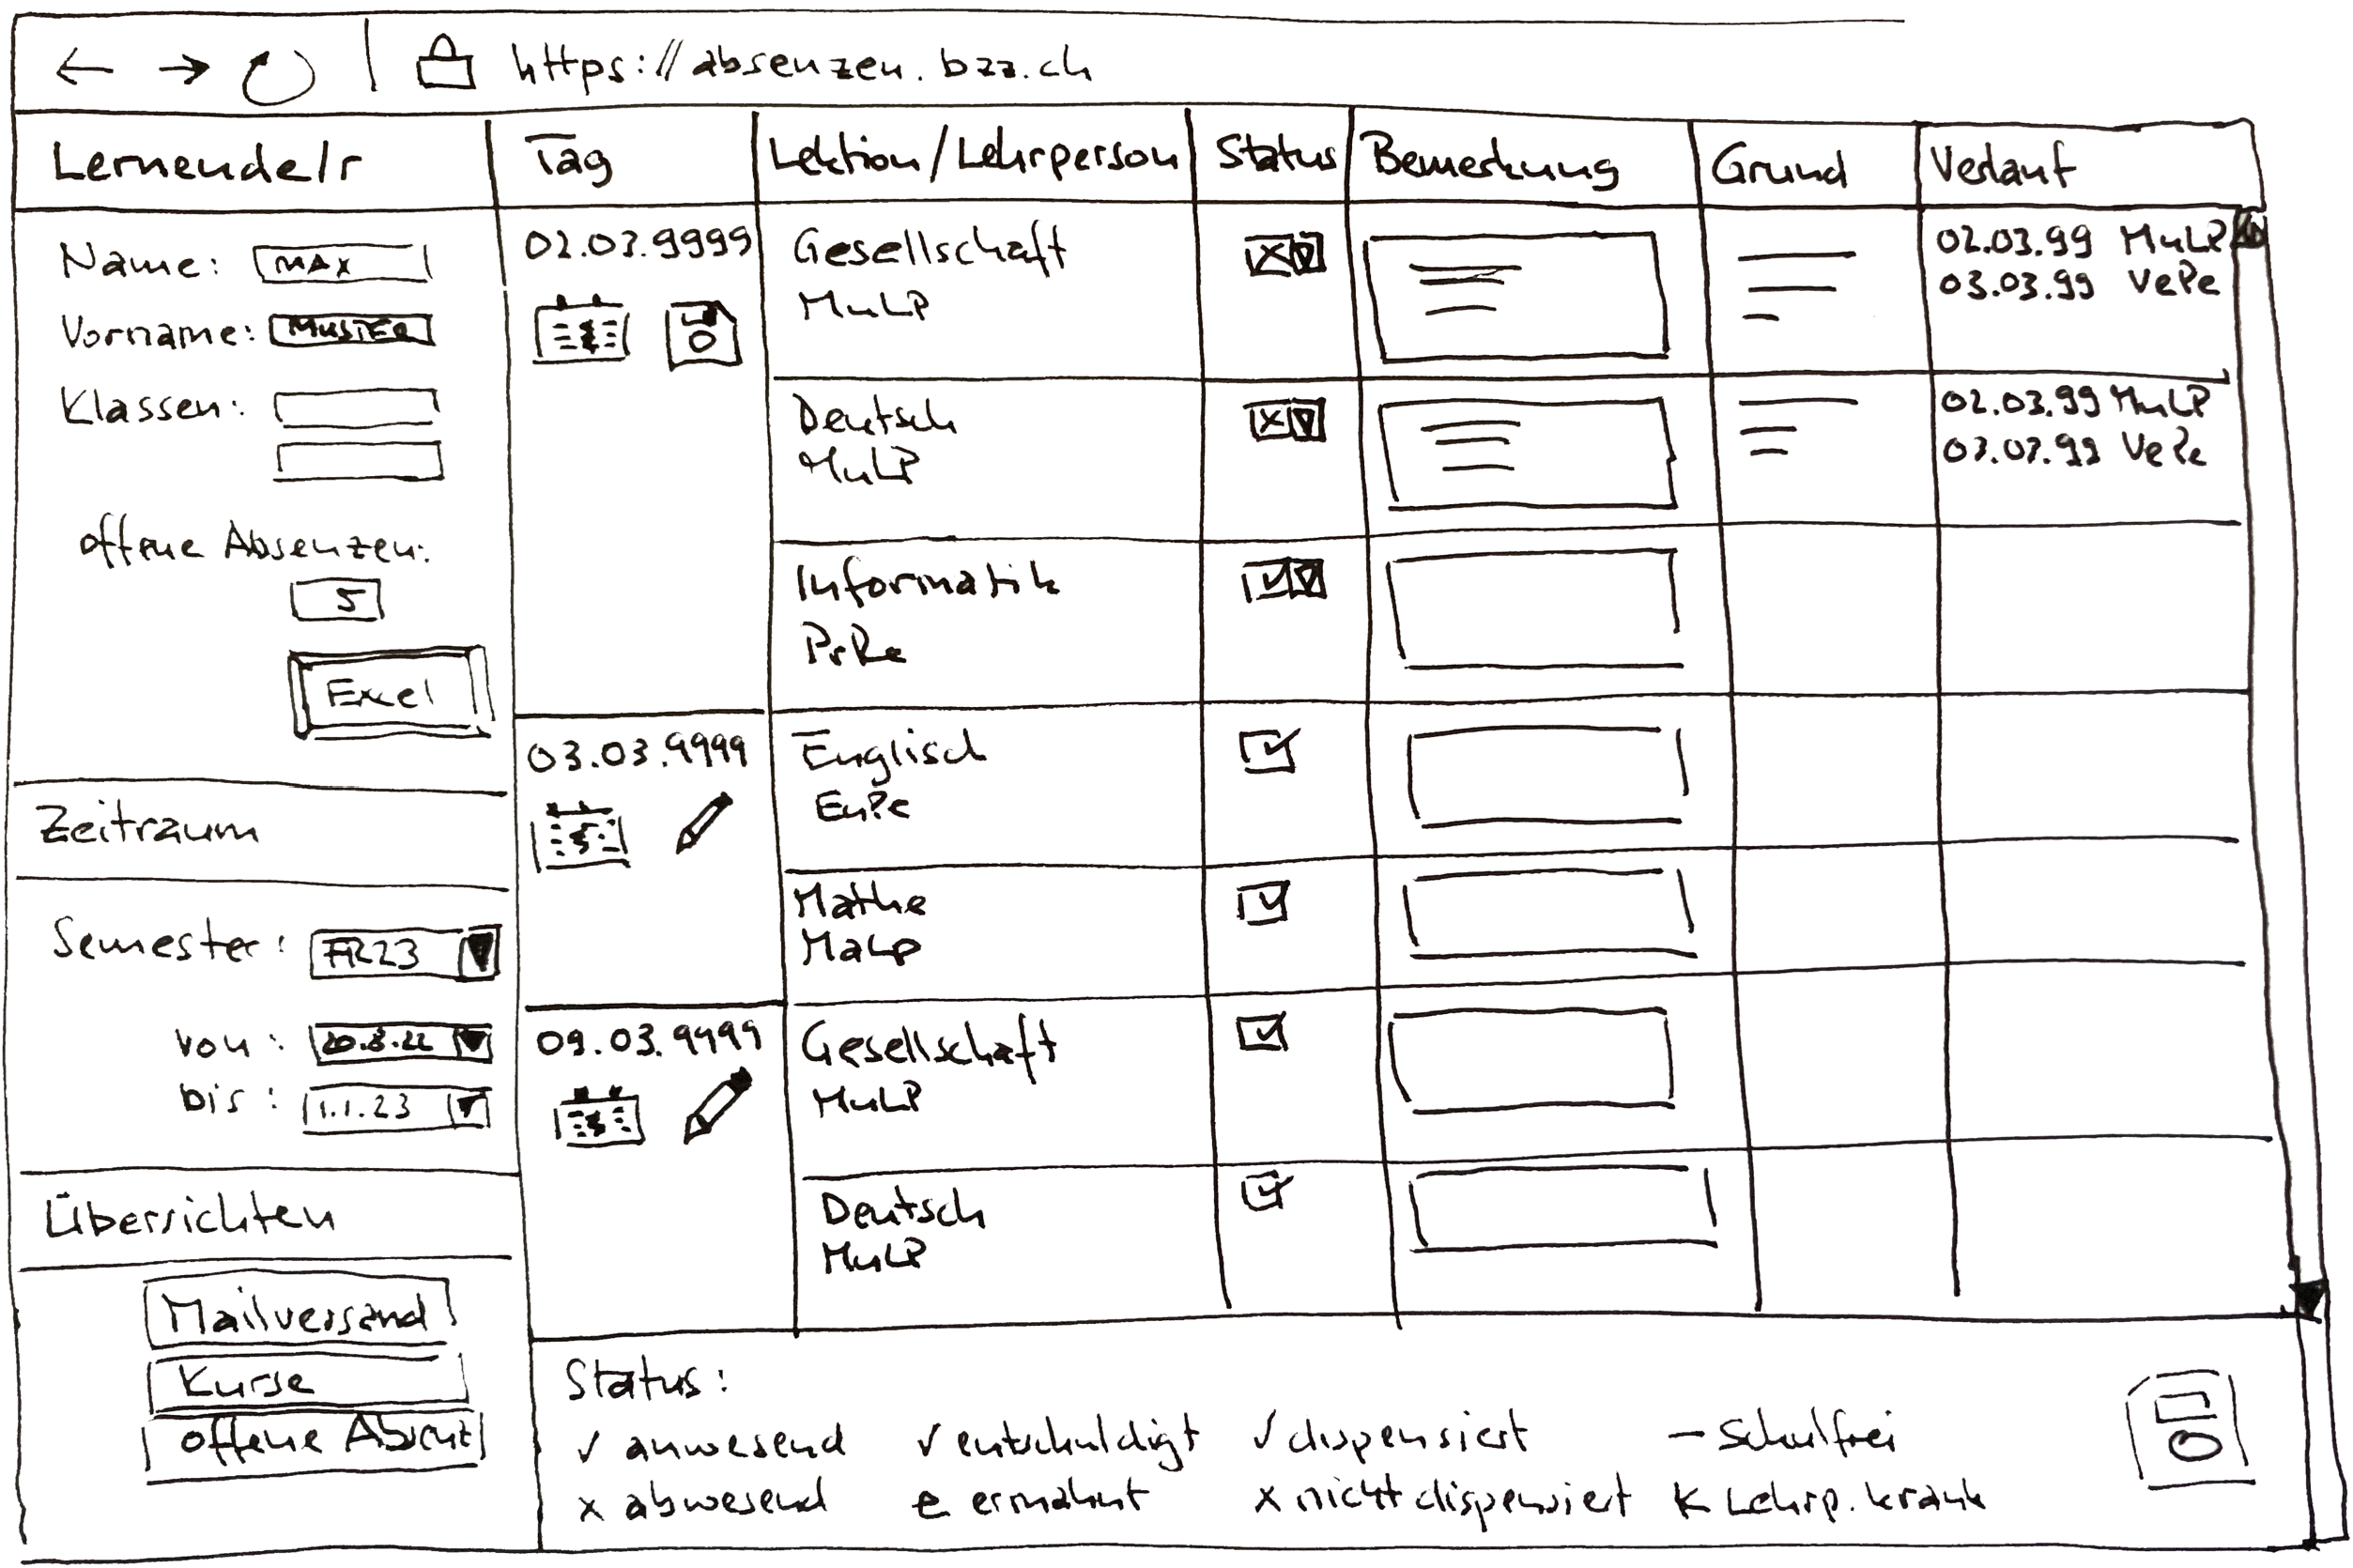 https://absenzen.bzz.ch
Lernende/r
Tag
Lektion/Lehrperson
Status
Bemerkung
Grund
Verlauf
Name: MAX
Vorname: MUSTER
Klassen:
offene Absenzen:
5
Excel
Zeitraum
Semester: FR23
von: 20.8.22
bis: 1.1.23
Übersichten
Mailversand
Kurse
offene Absenz
02.03.9999
Gesellschaft
MuLP
02.03.99 MuLP
03.03.99 VePe
Deutsch
MuLP
02.03.99 MuLP
03.03.99 VePe
Informatik
PrRe
03.03.9999
Englisch
EnPe
Mathe
MaLP
09.03.9999
Gesellschaft
MuLP
Deutsch
MuLP
Status:
✓ anwesend ✓ entschuldigt ✓ dispensiert – Schulfrei
x abwesend e ermahnt x nicht dispensiert K Lehrp. krank